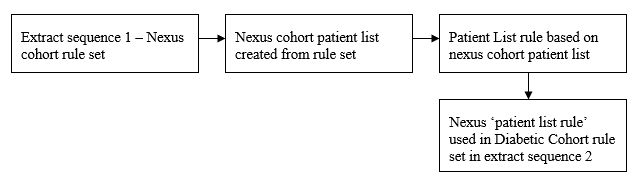 Extract sequence 1 – Nexus
cohort rule set
Nexus cohort patient list
created from rule set
Patient List rule based on
nexus cohort patient list
Nexus ‘patient list rule’
used in Diabetic Cohort rule
set in extract sequence 2